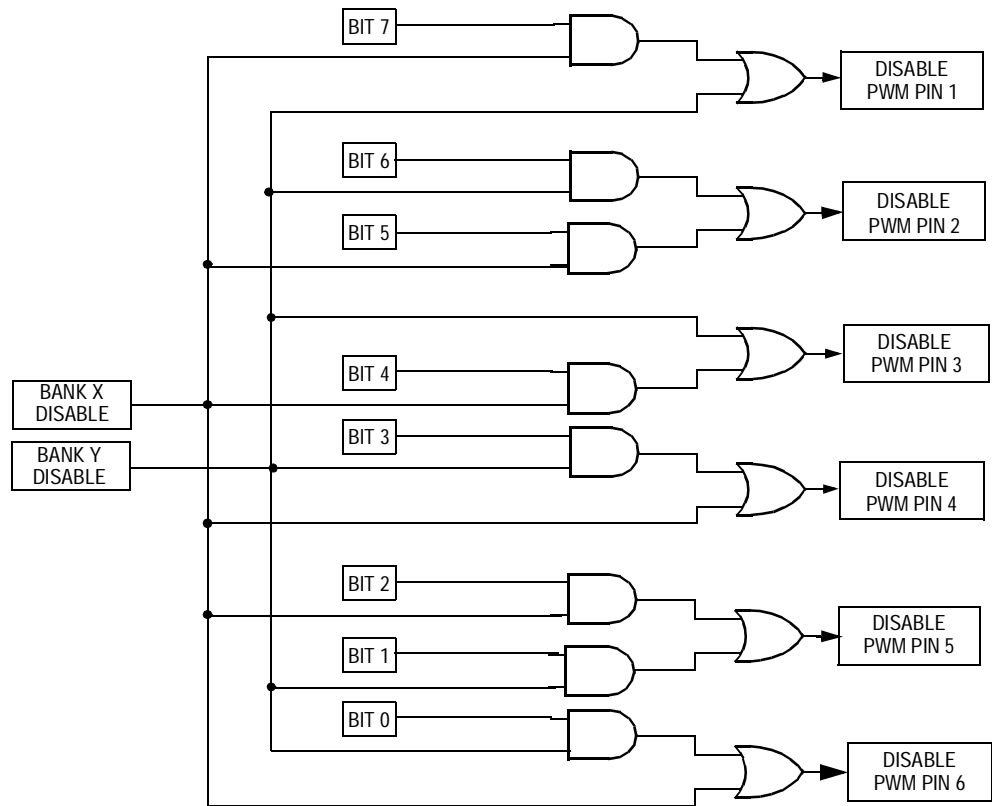 BIT 7
DISABLE
PWM PIN 1
BIT 6
DISABLE
PWM PIN 2
BIT 5
DISABLE
PWM PIN 3
BIT 4
BANK X
DISABLE
BIT 3
BANK Y
DISABLE
DISABLE
PWM PIN 4
BIT 2
DISABLE
PWM PIN 5
BIT 1
BIT 0
DISABLE
PWM PIN 6